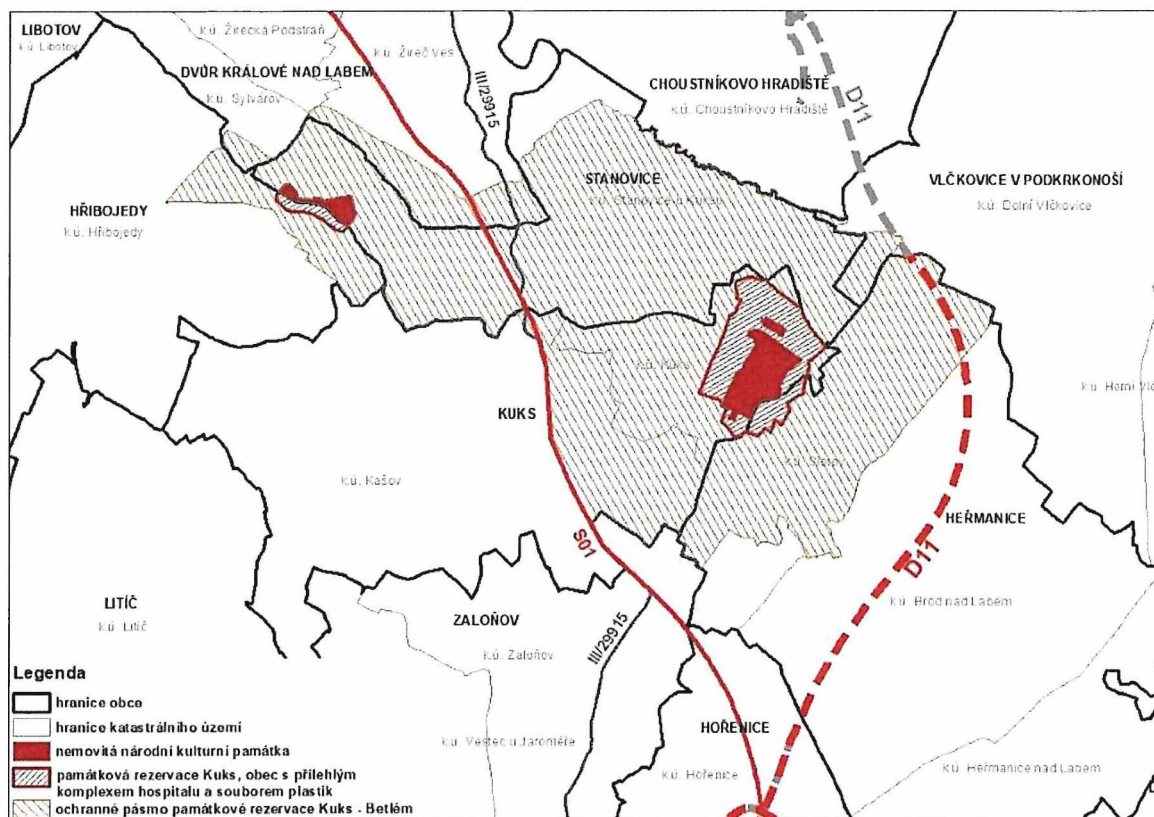 LIBOTOV
k.ú. Libotov
k.ú. Žirecká Podstráň
k.ú. Žireč Ves
DVŮR KRÁLOVÉ NAD LABEM
k.ú. Sylvárov
III/29915
CHOUSTNÍKOVO HRADIŠTĚ
k.ú. Choustníkovo Hradiště
D11
STANOVICE
k.ú. Stanovice u Kuksu
VLČKOVICE V PODKRKONOŠÍ
k.ú. Dolní Vlčkovice
HŘIBOJEDY
k.ú. Hřibojedy
k.ú. Kuks
k.ú. Horní Vlč
KUKS
k.ú. Slotov
k.ú. Kašov
S01
HEŘMANICE
D11
LITÍČ
k.ú. Litíč
ZALOŇOV
k.ú. Zaloňov
III/29915
k.ú. Brod nad Labem
HOŘENICE
k.ú. Vestec u Jaroměře
k.ú. Hořenice
k.ú. Heřmanice nad Labem
Legenda
hranice obce
hranice katastrálního území
nemovitá národní kulturní památka
památková rezervace Kuks, obec s přilehlým
komplexem hospitalu a souborem plastik
ochranné pásmo památkové rezervace Kuks - Betlém